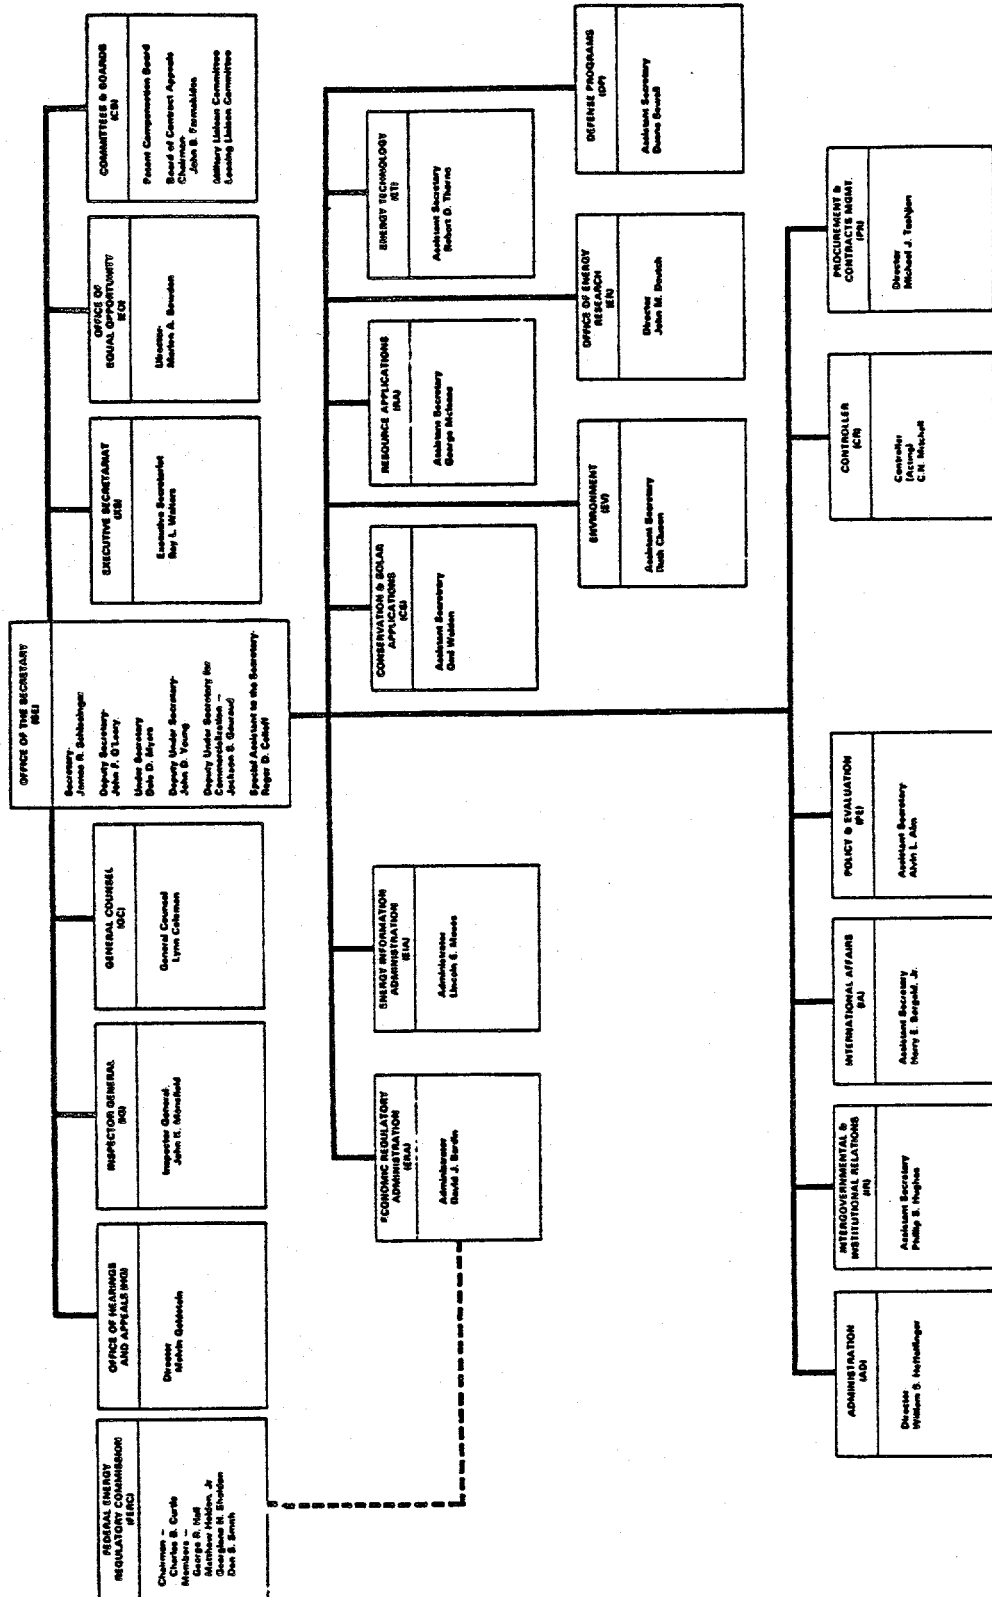 OFFICE OF THE SECRETARY
Secretary-
James R. Schlesinger
Deputy Secretary-
John F. O'Leary
Under Secretary
Dale D. Myers
Deputy Under Secretary-
John D. Young
Deputy Under Secretary for
Commercialization –
Jackson S. Gouraud
Special Assistant to the Secretary-
Roger D. Colloff
FEDERAL ENERGY
REGULATORY COMMISSION
(FERC)
Chairman –
Charles B. Curtis
Members –
George R. Hall
Matthew Holden, Jr
Georgiana H. Sheldon
Don S. Smith
OFFICE OF HEARINGS
AND APPEALS (HG)
Director
Melvin Goldstein
INSPECTOR GENERAL
(IG)
Inspector General
John K. Mansfield
GENERAL COUNSEL
(GC)
General Counsel
Lynn Coleman
EXECUTIVE SECRETARIAT
(XS)
Executive Secretariat
Ray L. Walters
OFFICE OF
EQUAL OPPORTUNITY
(EO)
Director-
Marion A. Bowden
COMMITTEES & BOARDS
(CB)
Patent Compensation Board
Board of Contract Appeals
Chairman-
John B. Farmakides
Military Liaison Committee
Leasing Liaison Committee
ECONOMIC REGULATORY
ADMINISTRATION
(ERA)
Administrator
David J. Bardin
ENERGY INFORMATION
ADMINISTRATION
(EIA)
Administrator
Lincoln E. Moses
CONSERVATION & SOLAR
APPLICATIONS
(CS)
Assistant Secretary
Omi Walden
RESOURCE APPLICATIONS
(RA)
Assistant Secretary
George McIsaac
ENERGY TECHNOLOGY
(ET)
Assistant Secretary
Robert D. Thorne
ENVIRONMENT
(EV)
Assistant Secretary
Ruth Clusen
OFFICE OF ENERGY
RESEARCH
(ER)
Director
John M. Deutch
DEFENSE PROGRAMS
(DP)
Assistant Secretary
Duane Sewell
ADMINISTRATION
(AD)
Director
William S. Heffelfinger
INTERGOVERNMENTAL &
INSTITUTIONAL RELATIONS
(IR)
Assistant Secretary
Phillip S. Hughes
INTERNATIONAL AFFAIRS
(IA)
Assistant Secretary
Harry E. Bergold, Jr.
POLICY & EVALUATION
(PE)
Assistant Secretary
Alvin L. Alm
CONTROLLER
(CR)
Controller
(Acting)
C.N. Mitchell
PROCUREMENT &
CONTRACTS MGMT.
(PR)
Director
Michael J. Tashjian